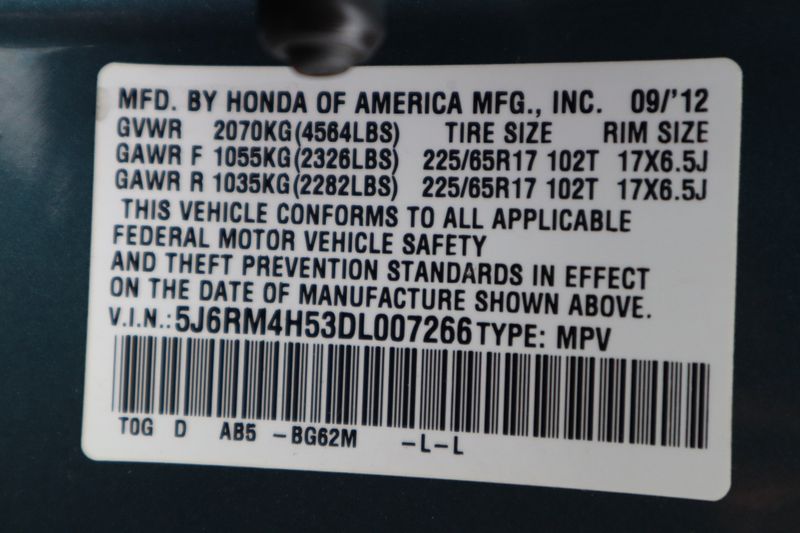 MFD. BY HONDA OF AMERICA MFG., INC. 09/'12
GVWR 2070KG(4564LBS) TIRE SIZE RIM SIZE
GAWR F 1055KG(2326LBS) 225/65R17 102T 17X6.5J
GAWR R 1035KG(2282LBS) 225/65R17 102T 17X6.5J
THIS VEHICLE CONFORMS TO ALL APPLICABLE
FEDERAL MOTOR VEHICLE SAFETY
AND THEFT PREVENTION STANDARDS IN EFFECT
ON THE DATE OF MANUFACTURE SHOWN ABOVE.
V.I.N.: 5J6RM4H53DL007266 TYPE: MPV
TOG D AB5 -BG62M -L-L